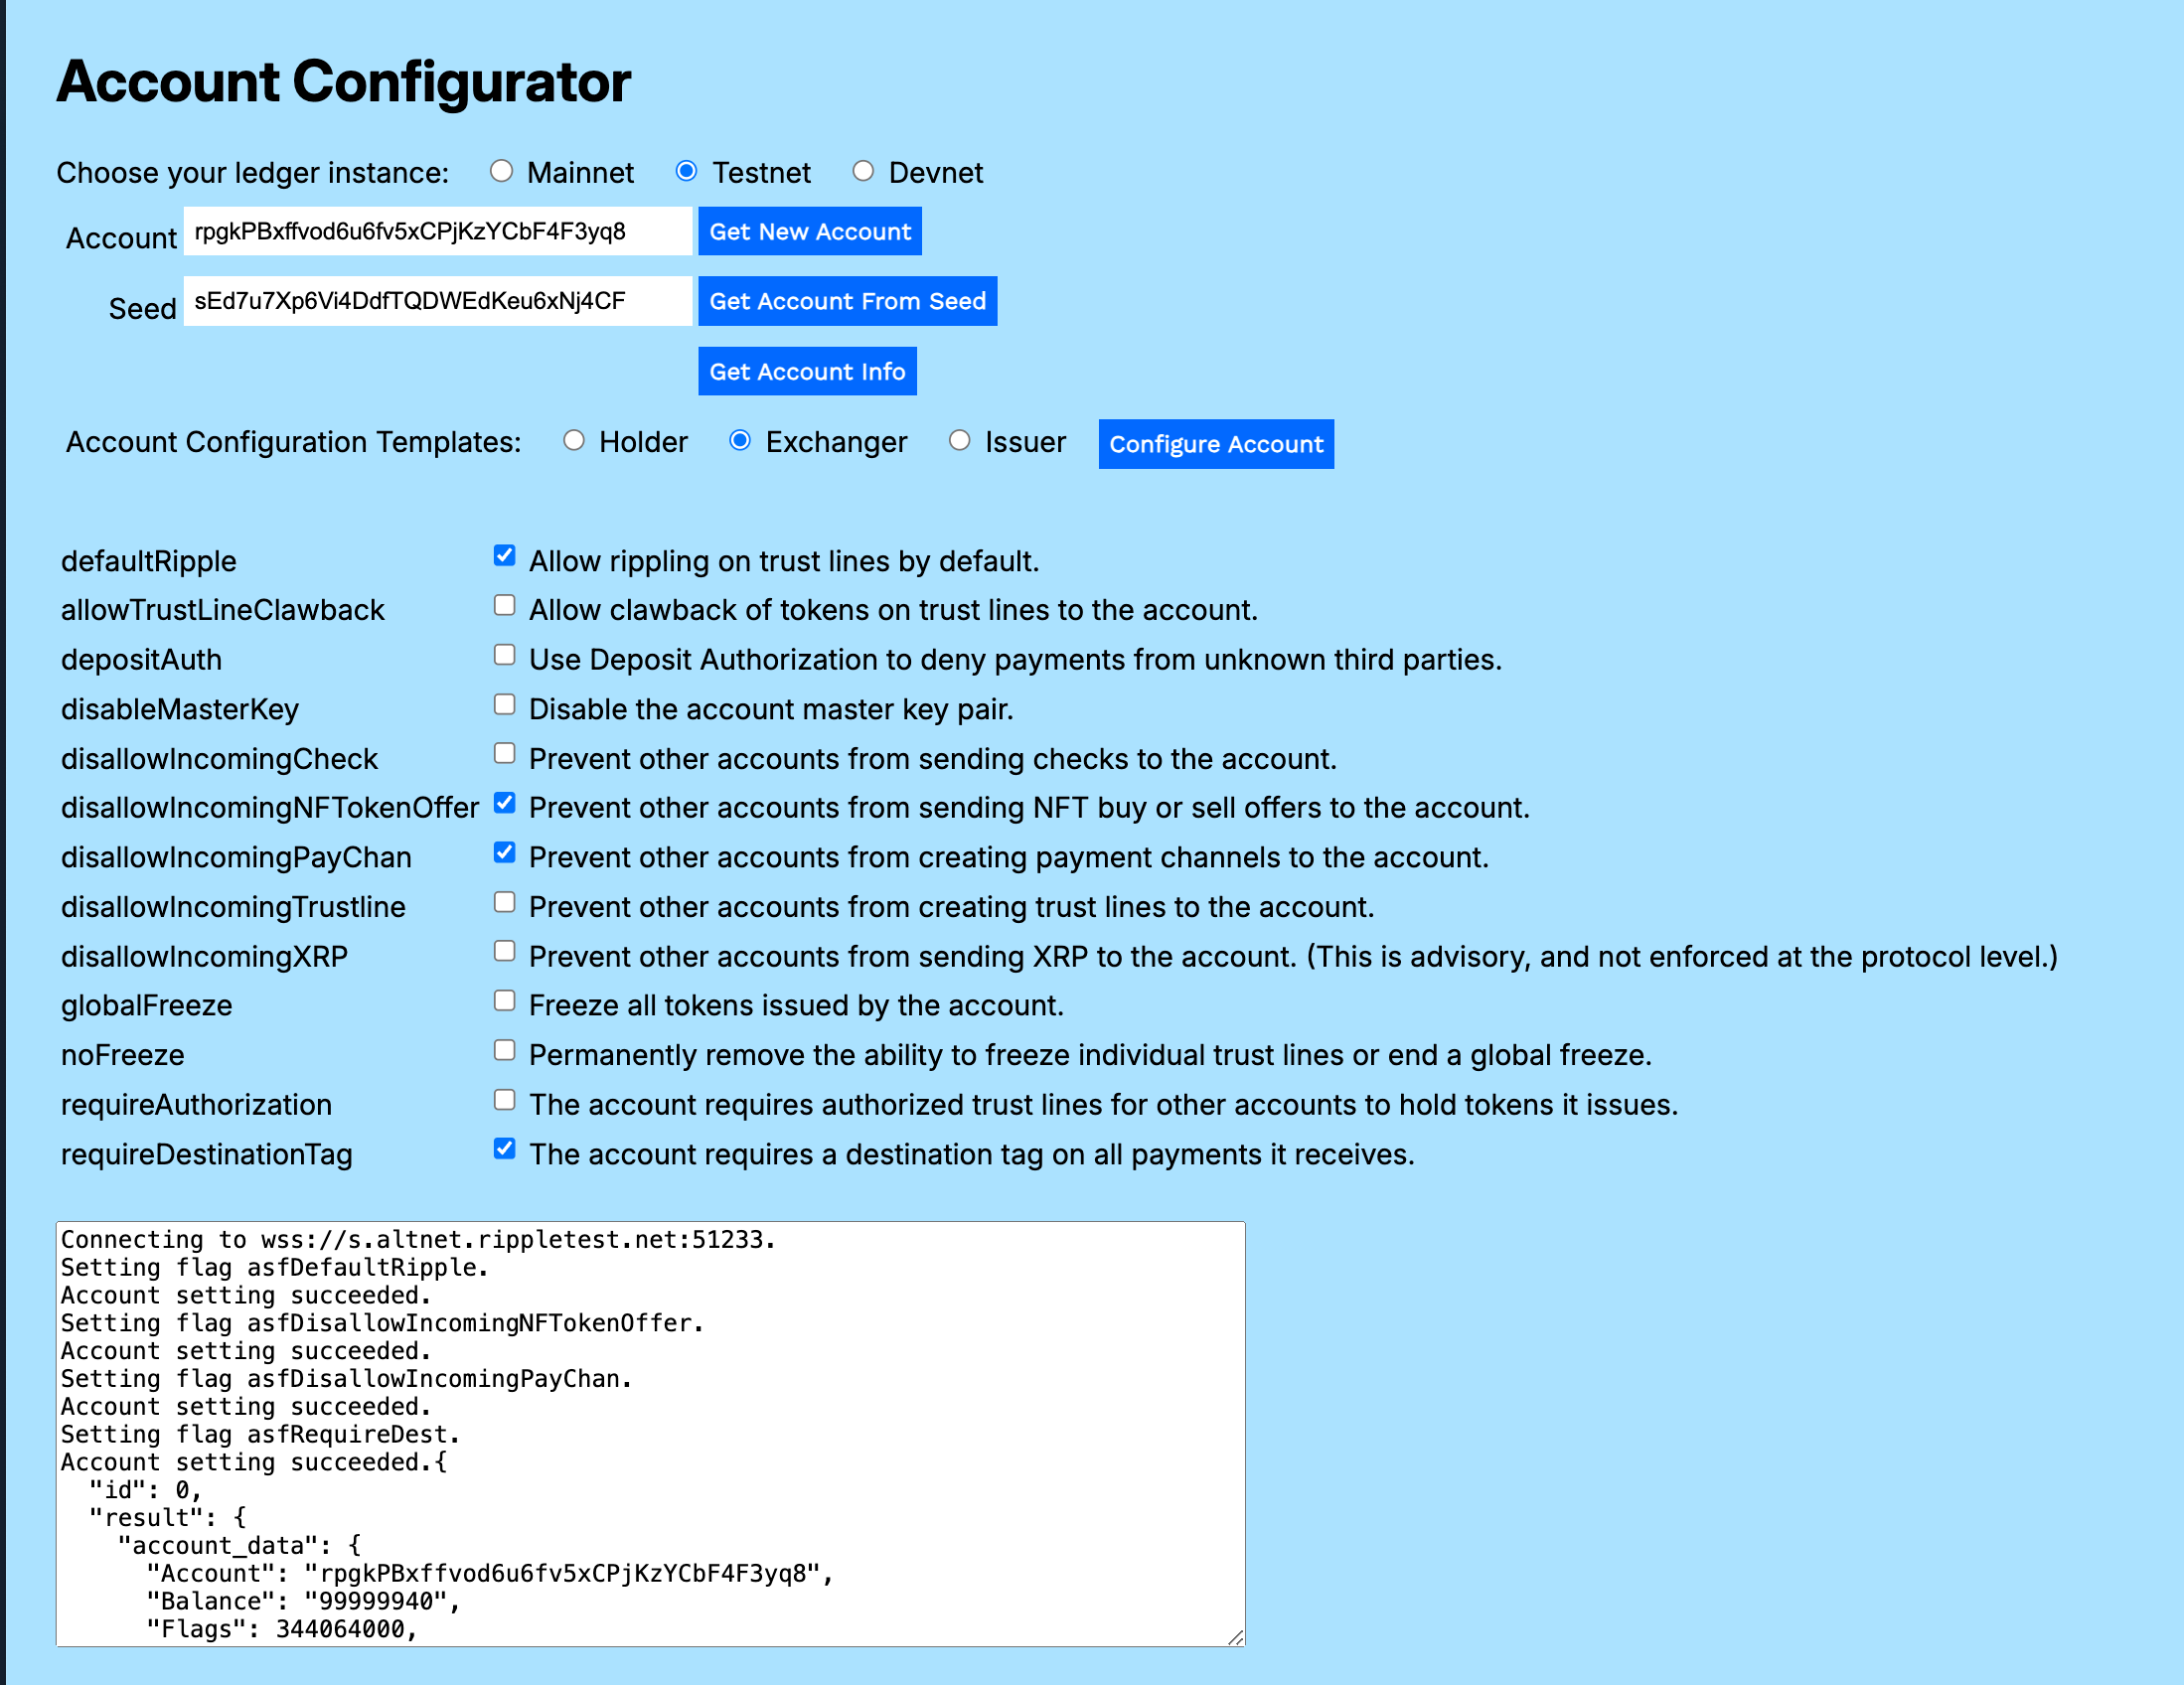 Account Configurator
Choose your ledger instance: Mainnet Testnet Devnet
Account rpgkPBxffvod6u6fv5xCPjKzYCbF4F3yq8 Get New Account
Seed sEd7u7Xp6Vi4DdfTQDWEdKeu6xNj4CF Get Account From Seed
Get Account Info
Account Configuration Templates: Holder Exchanger Issuer Configure Account
defaultRipple Allow rippling on trust lines by default.
allowTrustLineClawback Allow clawback of tokens on trust lines to the account.
depositAuth Use Deposit Authorization to deny payments from unknown third parties.
disableMasterKey Disable the account master key pair.
disallowIncomingCheck Prevent other accounts from sending checks to the account.
disallowIncomingNFTokenOffer Prevent other accounts from sending NFT buy or sell offers to the account.
disallowIncomingPayChan Prevent other accounts from creating payment channels to the account.
disallowIncomingTrustline Prevent other accounts from creating trust lines to the account.
disallowIncomingXRP Prevent other accounts from sending XRP to the account. (This is advisory, and not enforced at the protocol level.)
globalFreeze Freeze all tokens issued by the account.
noFreeze Permanently remove the ability to freeze individual trust lines or end a global freeze.
requireAuthorization The account requires authorized trust lines for other accounts to hold tokens it issues.
requireDestinationTag The account requires a destination tag on all payments it receives.
Connecting to wss://s.altnet.rippletest.net:51233.
Setting flag asfDefaultRipple.
Account setting succeeded.
Setting flag asfDisallowIncomingNFTokenOffer.
Account setting succeeded.
Setting flag asfDisallowIncomingPayChan.
Account setting succeeded.
Setting flag asfRequireDest.
Account setting succeeded.{
"id": 0,
"result": {
"account_data": {
"Account": "rpgkPBxffvod6u6fv5xCPjKzYCbF4F3yq8",
"Balance": "99999940",
"Flags": 344064000,